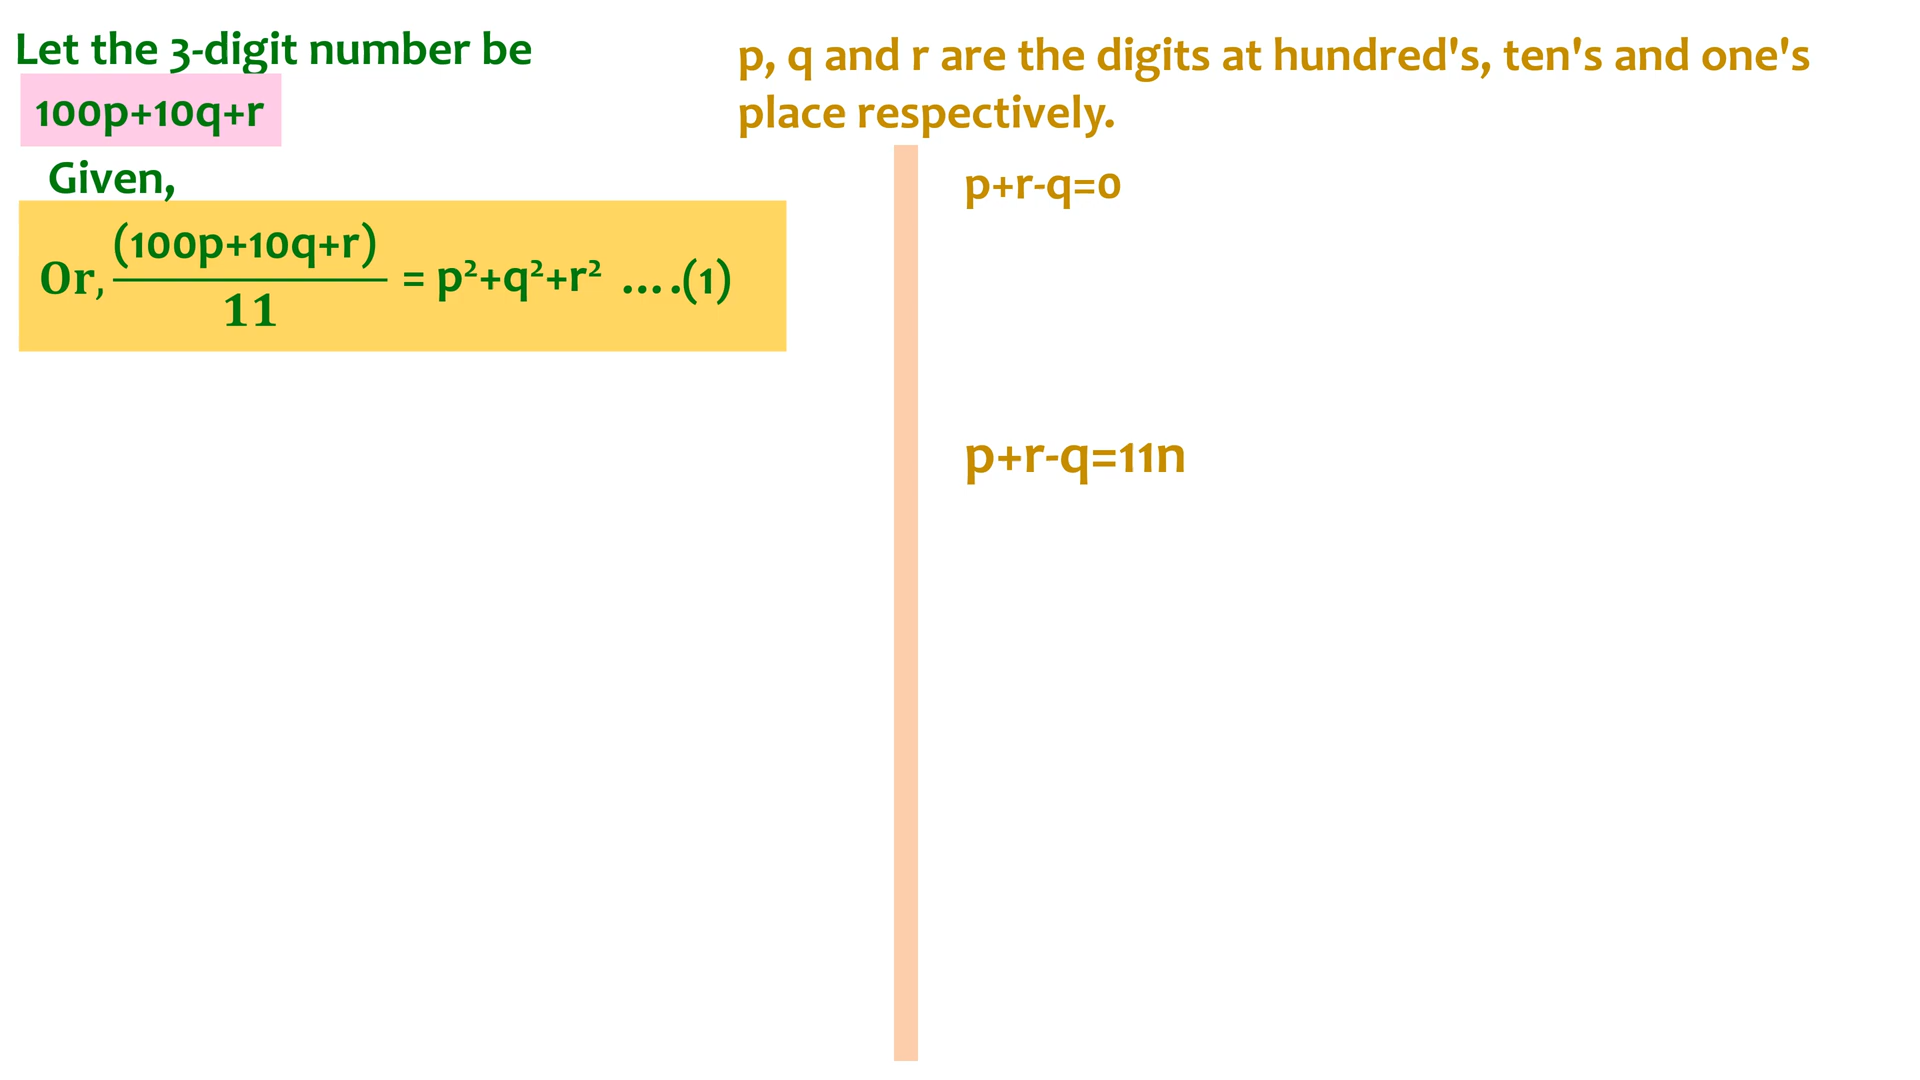 Let the 3-digit number be
100p+10q+r
Given,
Or, (100p+10q+r)/11 = p²+q²+r² ....(1)
p, q and r are the digits at hundred's, ten's and one's
place respectively.
p+r-q=0
p+r-q=11n